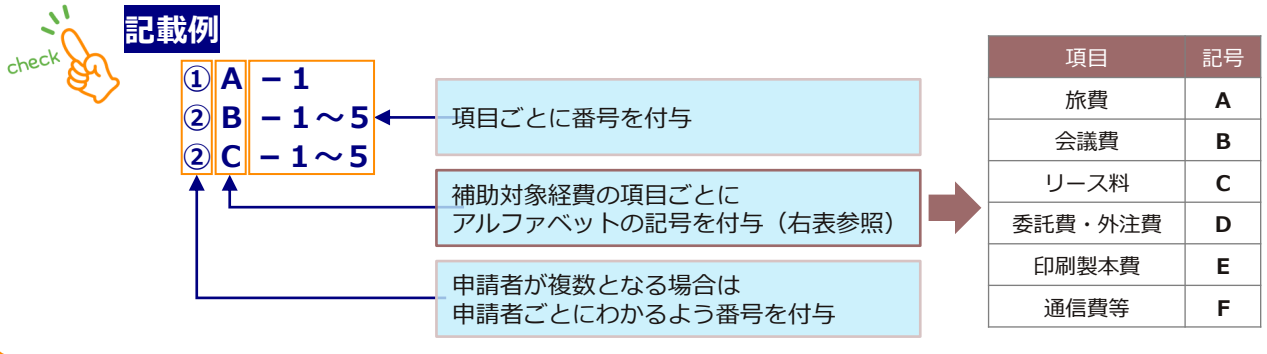 check
記載例
① A －1
② B －1～5
② C －1～5
項目ごとに番号を付与
補助対象経費の項目ごとに
アルファベットの記号を付与（右表参照）
申請者が複数となる場合は
申請者ごとにわかるよう番号を付与
項目 記号
旅費 A
会議費 B
リース料 C
委託費・外注費 D
印刷製本費 E
通信費等 F